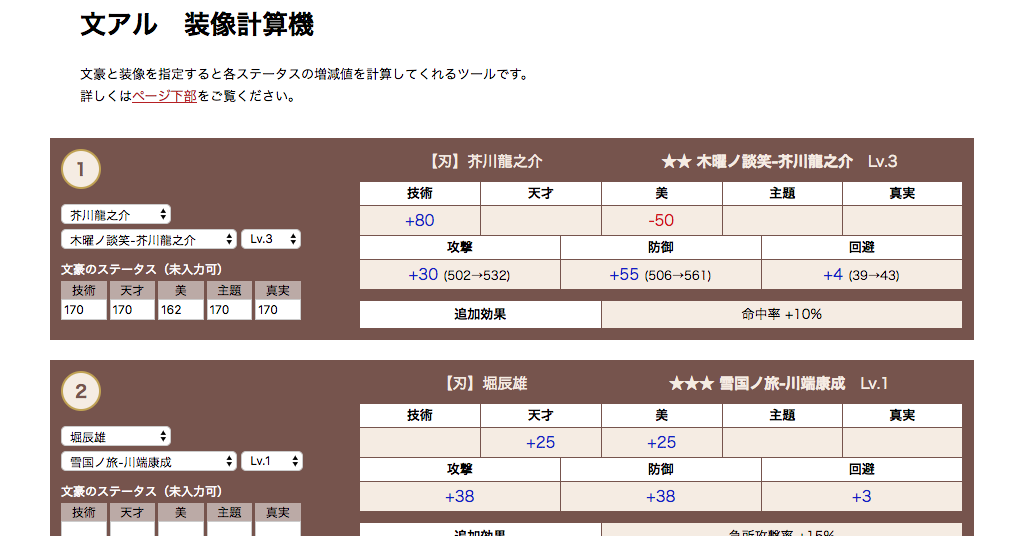 文アル　装像計算機
文豪と装像を指定すると各ステータスの増減値を計算してくれるツールです。
詳しくはページ下部をご覧ください。
1
【刃】芥川龍之介
★★ 木曜ノ談笑-芥川龍之介　Lv.3
芥川龍之介
木曜ノ談笑-芥川龍之介 Lv.3
文豪のステータス（未入力可）
技術 天才 美 主題 真実
170 170 162 170 170
技術 天才 美 主題 真実
+80 -50
攻撃 防御 回避
+30 (502→532) +55 (506→561) +4 (39→43)
追加効果 命中率 +10%
2
【刃】堀辰雄
★★★ 雪国ノ旅-川端康成　Lv.1
堀辰雄
雪国ノ旅-川端康成 Lv.1
文豪のステータス（未入力可）
技術 天才 美 主題 真実
技術 天才 美 主題 真実
+25 +25
攻撃 防御 回避
+38 +38 +3
追加効果 急所攻撃率 +15%